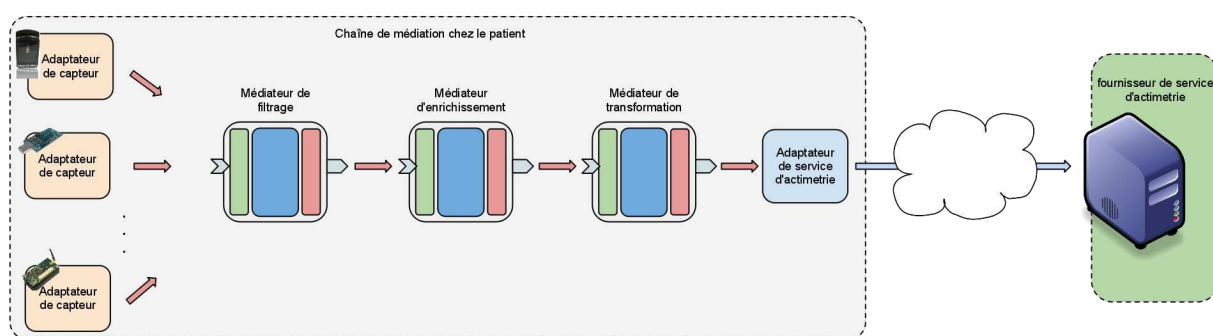 Chaîne de médiation chez le patient
Adaptateur
de capteur
Médiateur de
filtrage
Médiateur
d'enrichissement
Médiateur de
transformation
fournisseur de service
d'actimetrie
Adaptateur
de capteur
Adaptateur
de service
d'actimétrie
Adaptateur
de capteur